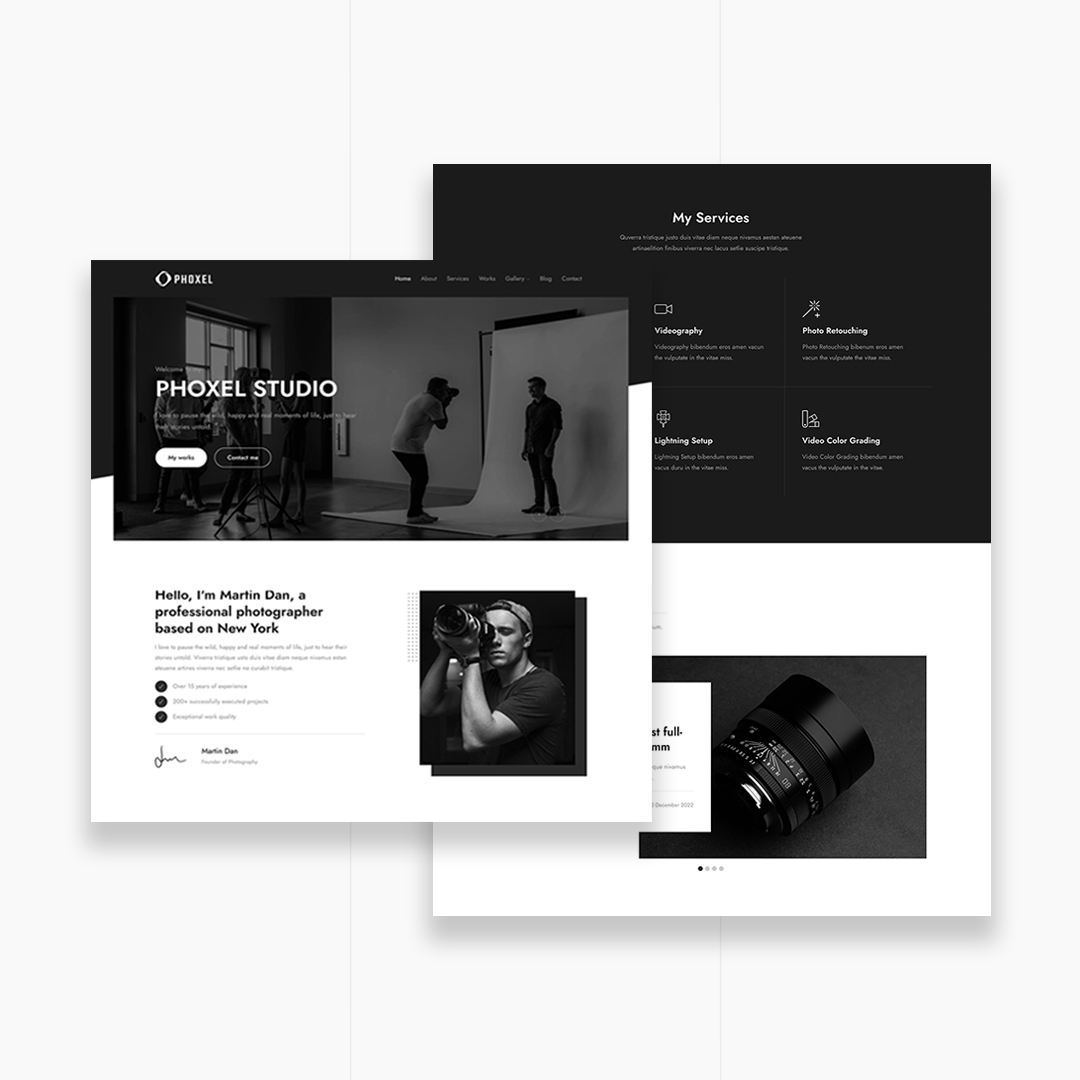 PHOXEL
Home About Services Works Gallery Blog Contact
Welcome to my
PHOXEL STUDIO
I love to pause the wild, happy and real moments of life, just to hear
their stories untold.
My works
Contact me
Hello, I'm Martin Dan, a
professional photographer
based on New York
I love to pause the wild, happy and real moments of life, just to hear their
stories untold. Viverra tristique usto duis vitae diam neque nivamus esten
ateuene artines viverra nec setlie no curabit tristique.
Over 15 years of experience
200+ successfully executed projects
Exceptional work quality
Martin Dan
Founder of Photography
My Services
Quverra tristique justo duis vitae diam neque nivamus aesten ateuene
artinaelition finibus viverra nec lacus setlie suscipe tristique.
Videography
Videography bibendum eros amen vacun
the vulputate in the vitae miss.
Photo Retouching
Photo Retouching bibenum eros amen
vacun the vulputate the vitae miss.
Lightning Setup
Lightning Setup bibendum eros amen
vacus duru in the vitae miss.
Video Color Grading
Video Color Grading bibendum amen
vacus the vulputate in the vitae.
st full-
mm
que nivamus
December 2022
80